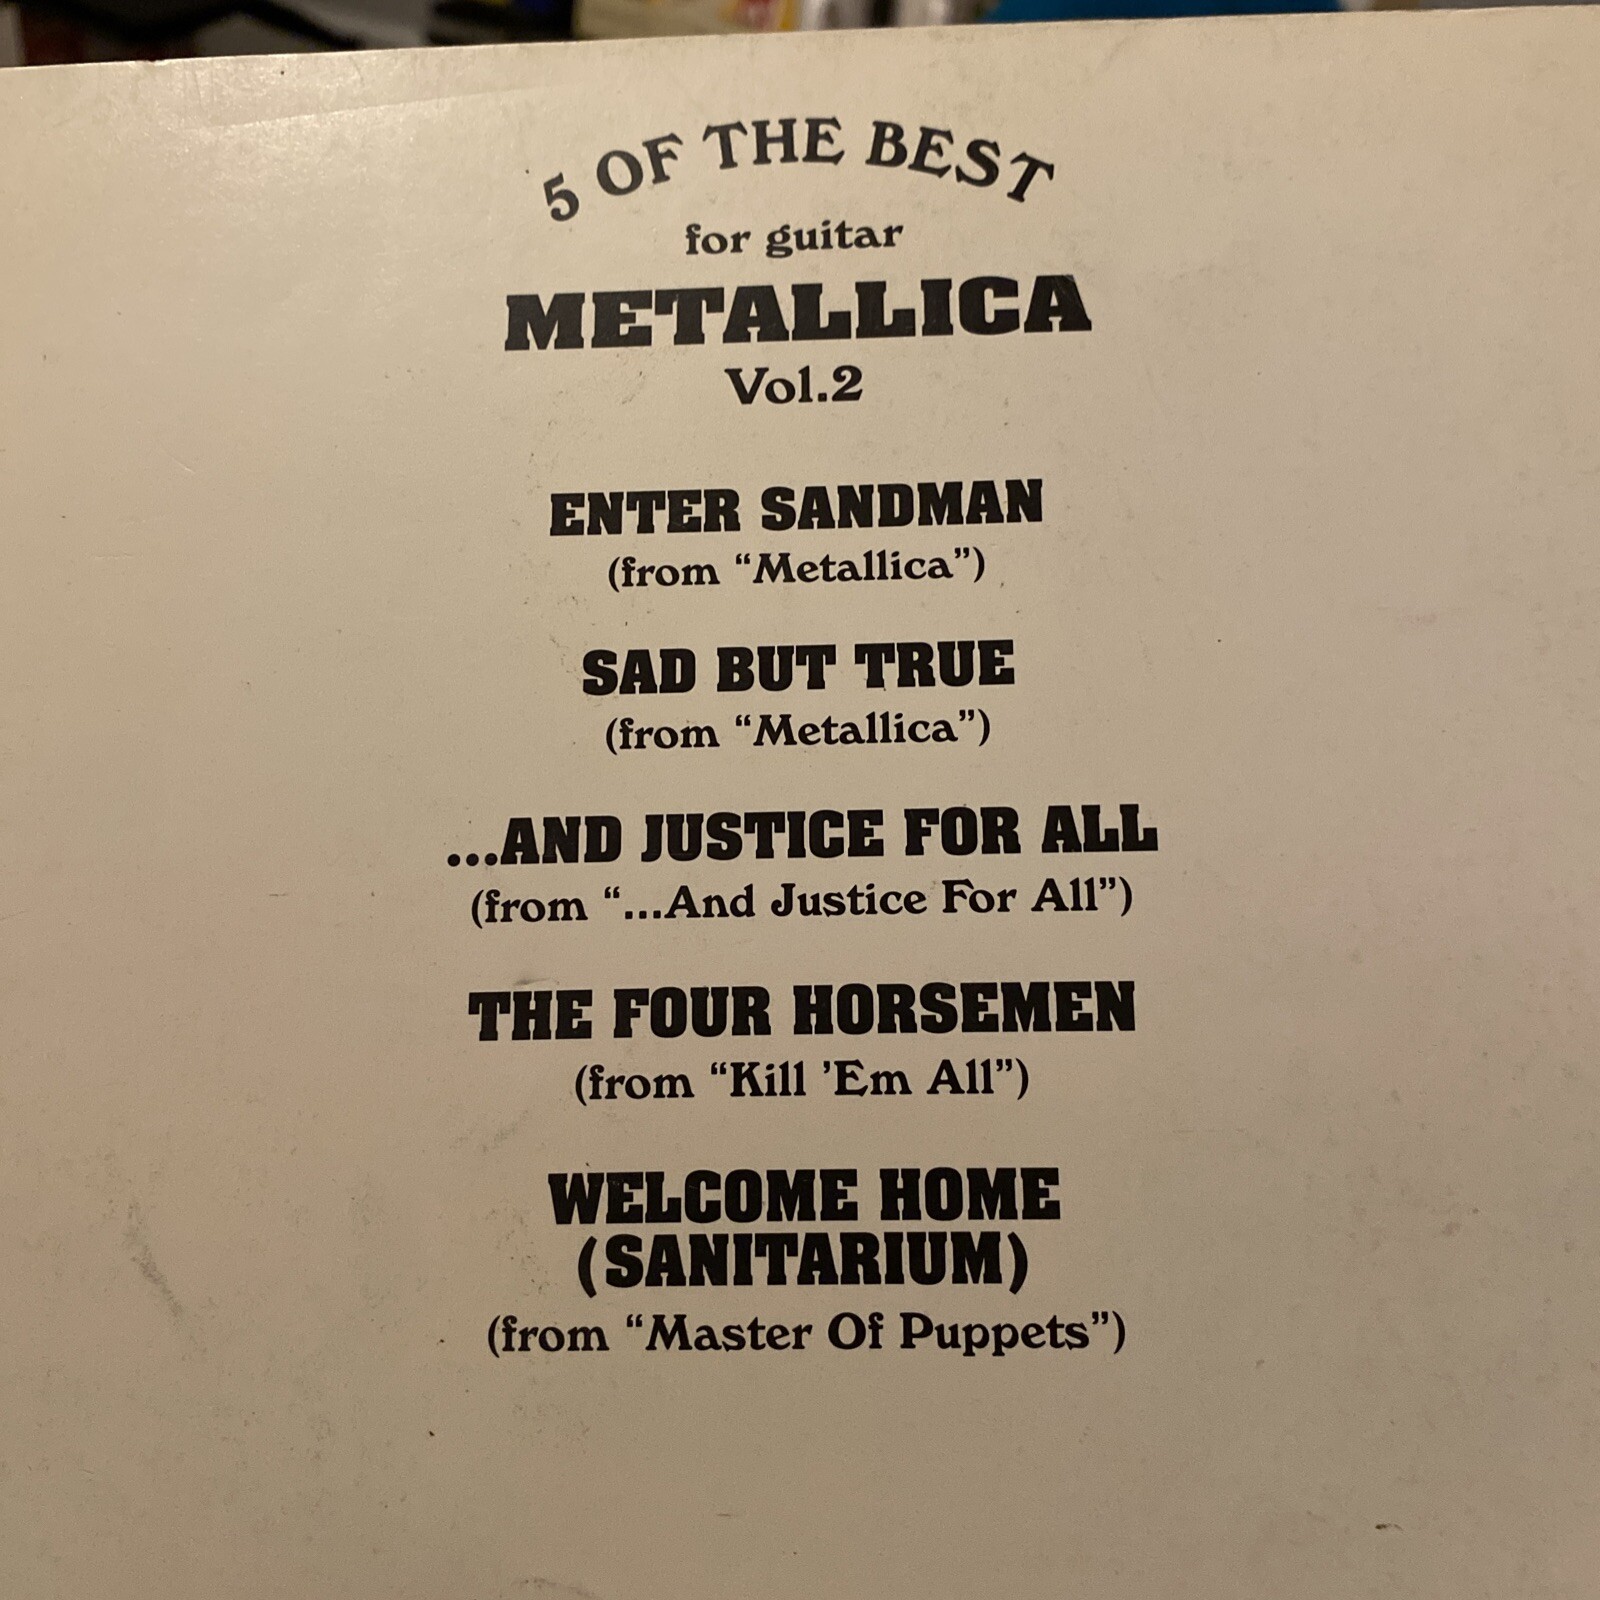 5 OF THE BEST
for guitar
METALLICA
Vol.2
ENTER SANDMAN
(from “Metallica”)
SAD BUT TRUE
(from “Metallica”)
...AND JUSTICE FOR ALL
(from “...And Justice For All”)
THE FOUR HORSEMEN
(from “Kill ’Em All”)
WELCOME HOME
(SANITARIUM)
(from “Master Of Puppets”)